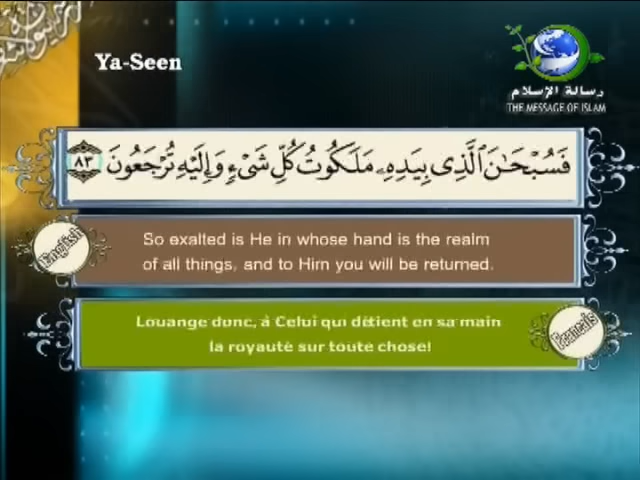 Ya-Seen
رسالة الإسلام
THE MESSAGE OF ISLAM
فَسُبْحَـٰنَ ٱلَّذِى بِيَدِهِۦ مَلَكُوتُ كُلِّ شَىْءٍ وَإِلَيْهِ تُرْجَعُونَ ٨٣
English
So exalted is He in whose hand is the realm
of all things, and to Him you will be returned.
Louange donc, à Celui qui détient en sa main
la royauté sur toute chose!
Francais